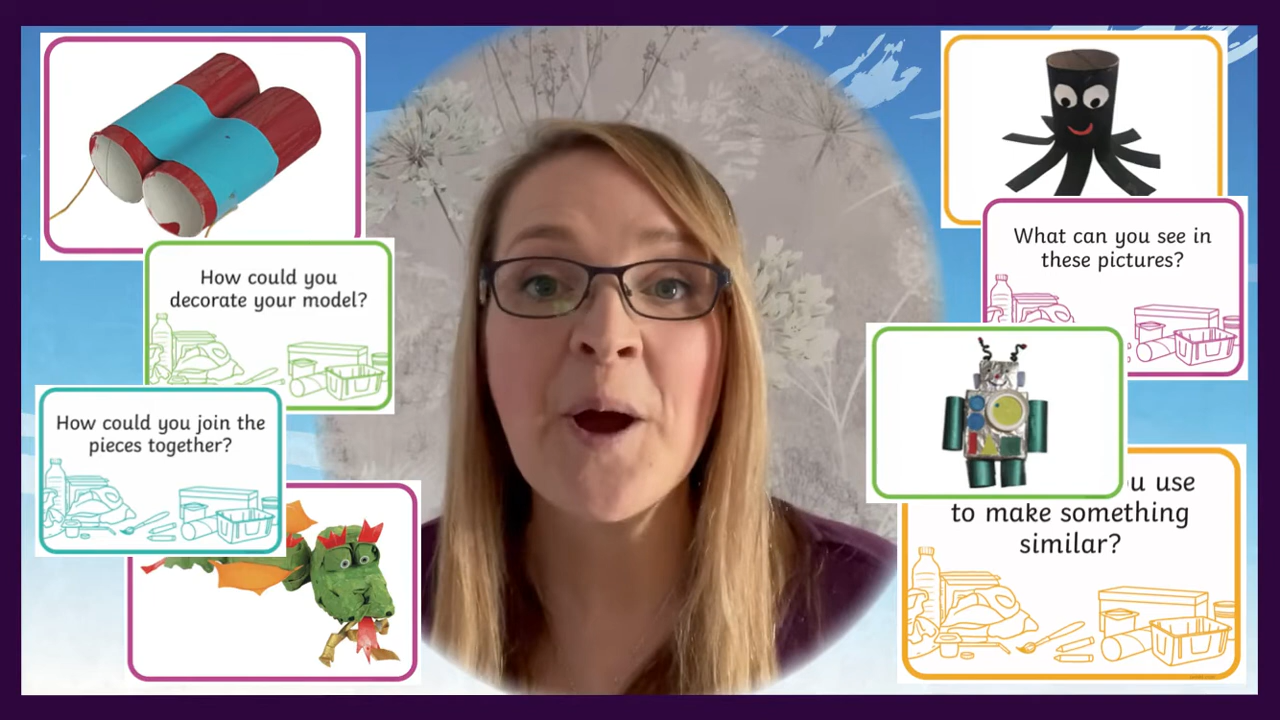 How could you
decorate your model?
How could you join the
pieces together?
What can you see in
these pictures?
use
to make something
similar?